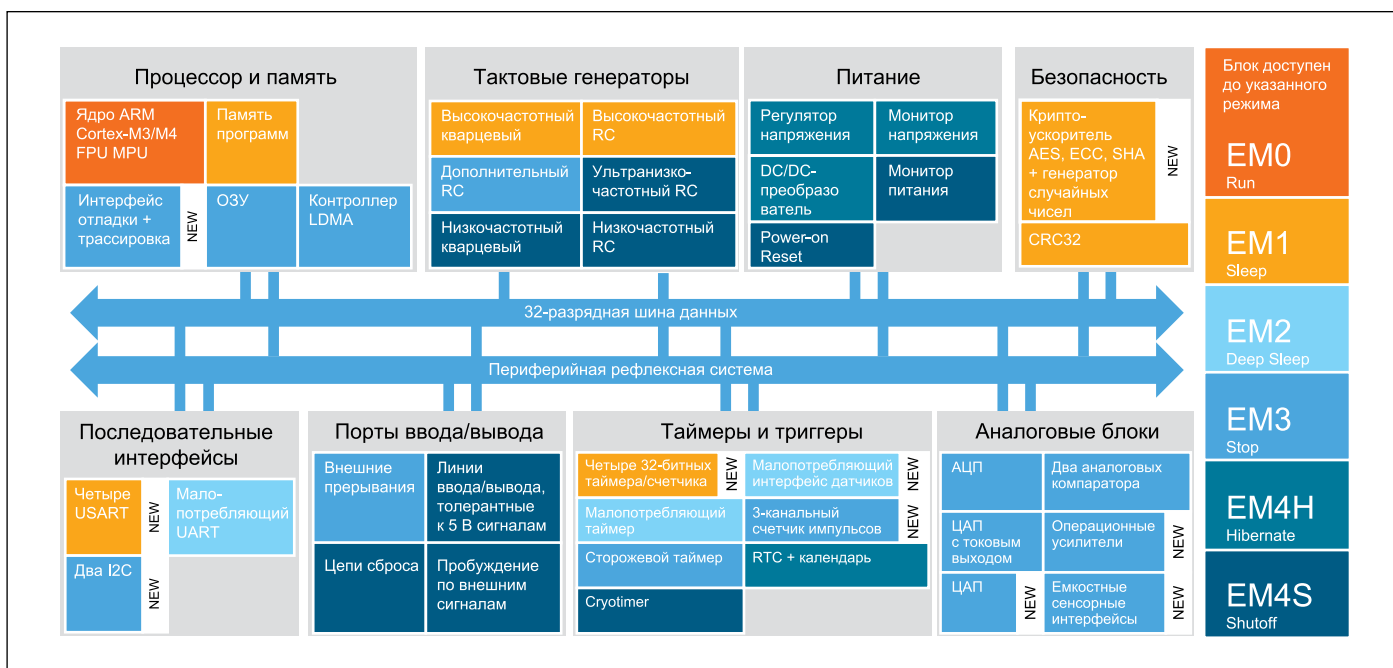 Процессор и память
Ядро ARM
Cortex-M3/M4
FPU MPU
Память
программ
Интерфейс
отладки +
трассировка
NEW
ОЗУ
Контроллер
LDMA
Тактовые генераторы
Высокочастотный
кварцевый
Высокочастотный
RC
Дополнительный
RC
Ультранизко-
частотный RC
Низкочастотный
кварцевый
Низкочастотный
RC
Питание
Регулятор
напряжения
Монитор
напряжения
DC/DC-
преобразо
ватель
Монитор
питания
Power-on
Reset
Безопасность
Крипто-
ускоритель
AES, ECC, SHA
+ генератор
случайных
чисел
NEW
CRC32
Блок доступен
до указанного
режима
EM0
Run
EM1
Sleep
EM2
Deep Sleep
EM3
Stop
EM4H
Hibernate
EM4S
Shutoff
32-разрядная шина данных
Периферийная рефлексная система
Последовательные
интерфейсы
Четыре
USART
NEW
Мало-
потребляющий
UART
Два I2C
NEW
Порты ввода/вывода
Внешние
прерывания
Линии
ввода/вывода,
толерантные
к 5 В сигналам
Цепи сброса
Пробуждение
по внешним
сигналам
Таймеры и триггеры
Четыре 32-битных
таймера/счетчика
NEW
Малопотребляющий
интерфейс датчиков
NEW
Малопотребляющий
таймер
3-канальный
счетчик импульсов
NEW
Сторожевой таймер
RTC + календарь
Cryotimer
Аналоговые блоки
АЦП
Два аналоговых
компаратора
ЦАП
с токовым
выходом
Операционные
усилители
NEW
ЦАП
NEW
Емкостные
сенсорные
интерфейсы
NEW